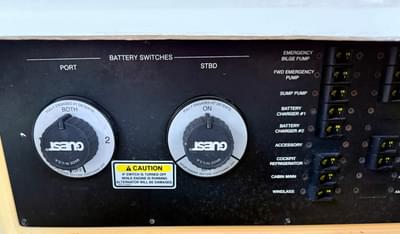 BATTERY SWITCHES
PORT
STBD
BOTH
2
GUEST
ON
GUEST
CAUTION
IF SWITCH IS TURNED OFF
WHILE ENGINE IS RUNNING
ALTERNATOR WILL BE DAMAGED
EMERGENCY
BILGE PUMP
FWD EMERGENCY
PUMP
SUMP PUMP
BATTERY
CHARGER #1
BATTERY
CHARGER #2
ACCESSORY
COCKPIT
REFRIGERATOR
CABIN MAIN
WINDLASS